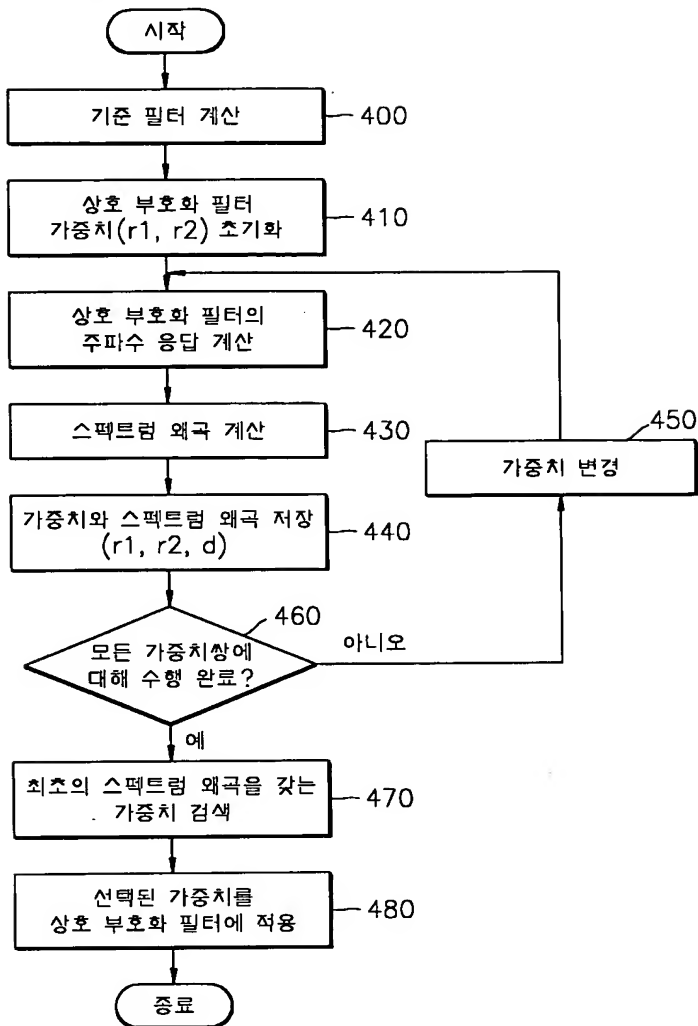 시작
기준 필터 계산
400
상호 부호화 필터
가중치(r1, r2) 초기화
410
상호 부호화 필터의
주파수 응답 계산
420
스펙트럼 왜곡 계산
430
450
가중치 변경
가중치와 스펙트럼 왜곡 저장
(r1, r2, d)
440
460
모든 가중치쌍에
대해 수행 완료?
아니오
예
최초의 스펙트럼 왜곡을 갖는
가중치 검색
470
선택된 가중치를
상호 부호화 필터에 적용
480
종료